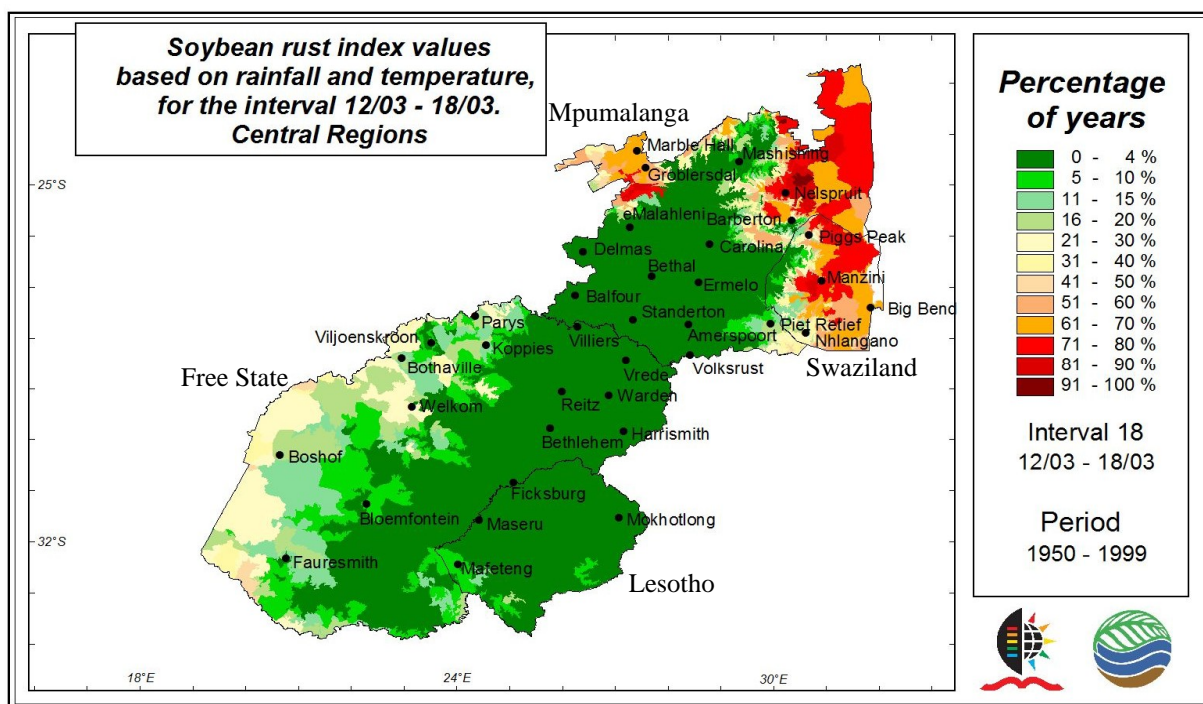 Soybean rust index values
based on rainfall and temperature,
for the interval 12/03 - 18/03.
Central Regions
Mpumalanga
Marble Hall
Mashishing
Groblersdal
25°S
Nelspruit
eMalahleni
Barberton
Piggs Peak
Delmas
Carolina
Bethal
Manzini
Ermelo
Balfour
Big Bend
Standerton
Parys
Piet Retief
Viljoenskroon
Villiers
Amerspoort
Nhlangano
Koppies
Bothaville
Volksrust
Swaziland
Free State
Vrede
Welkom
Reitz
Warden
Bethlehem
Harrismith
Boshof
Ficksburg
Bloemfontein
Maseru
Mokhotlong
32°S
Fauresmith
Mafeteng
Lesotho
18°E
24°E
30°E
Percentage
of years
0 - 4 %
5 - 10 %
11 - 15 %
16 - 20 %
21 - 30 %
31 - 40 %
41 - 50 %
51 - 60 %
61 - 70 %
71 - 80 %
81 - 90 %
91 - 100 %
Interval 18
12/03 - 18/03
Period
1950 - 1999